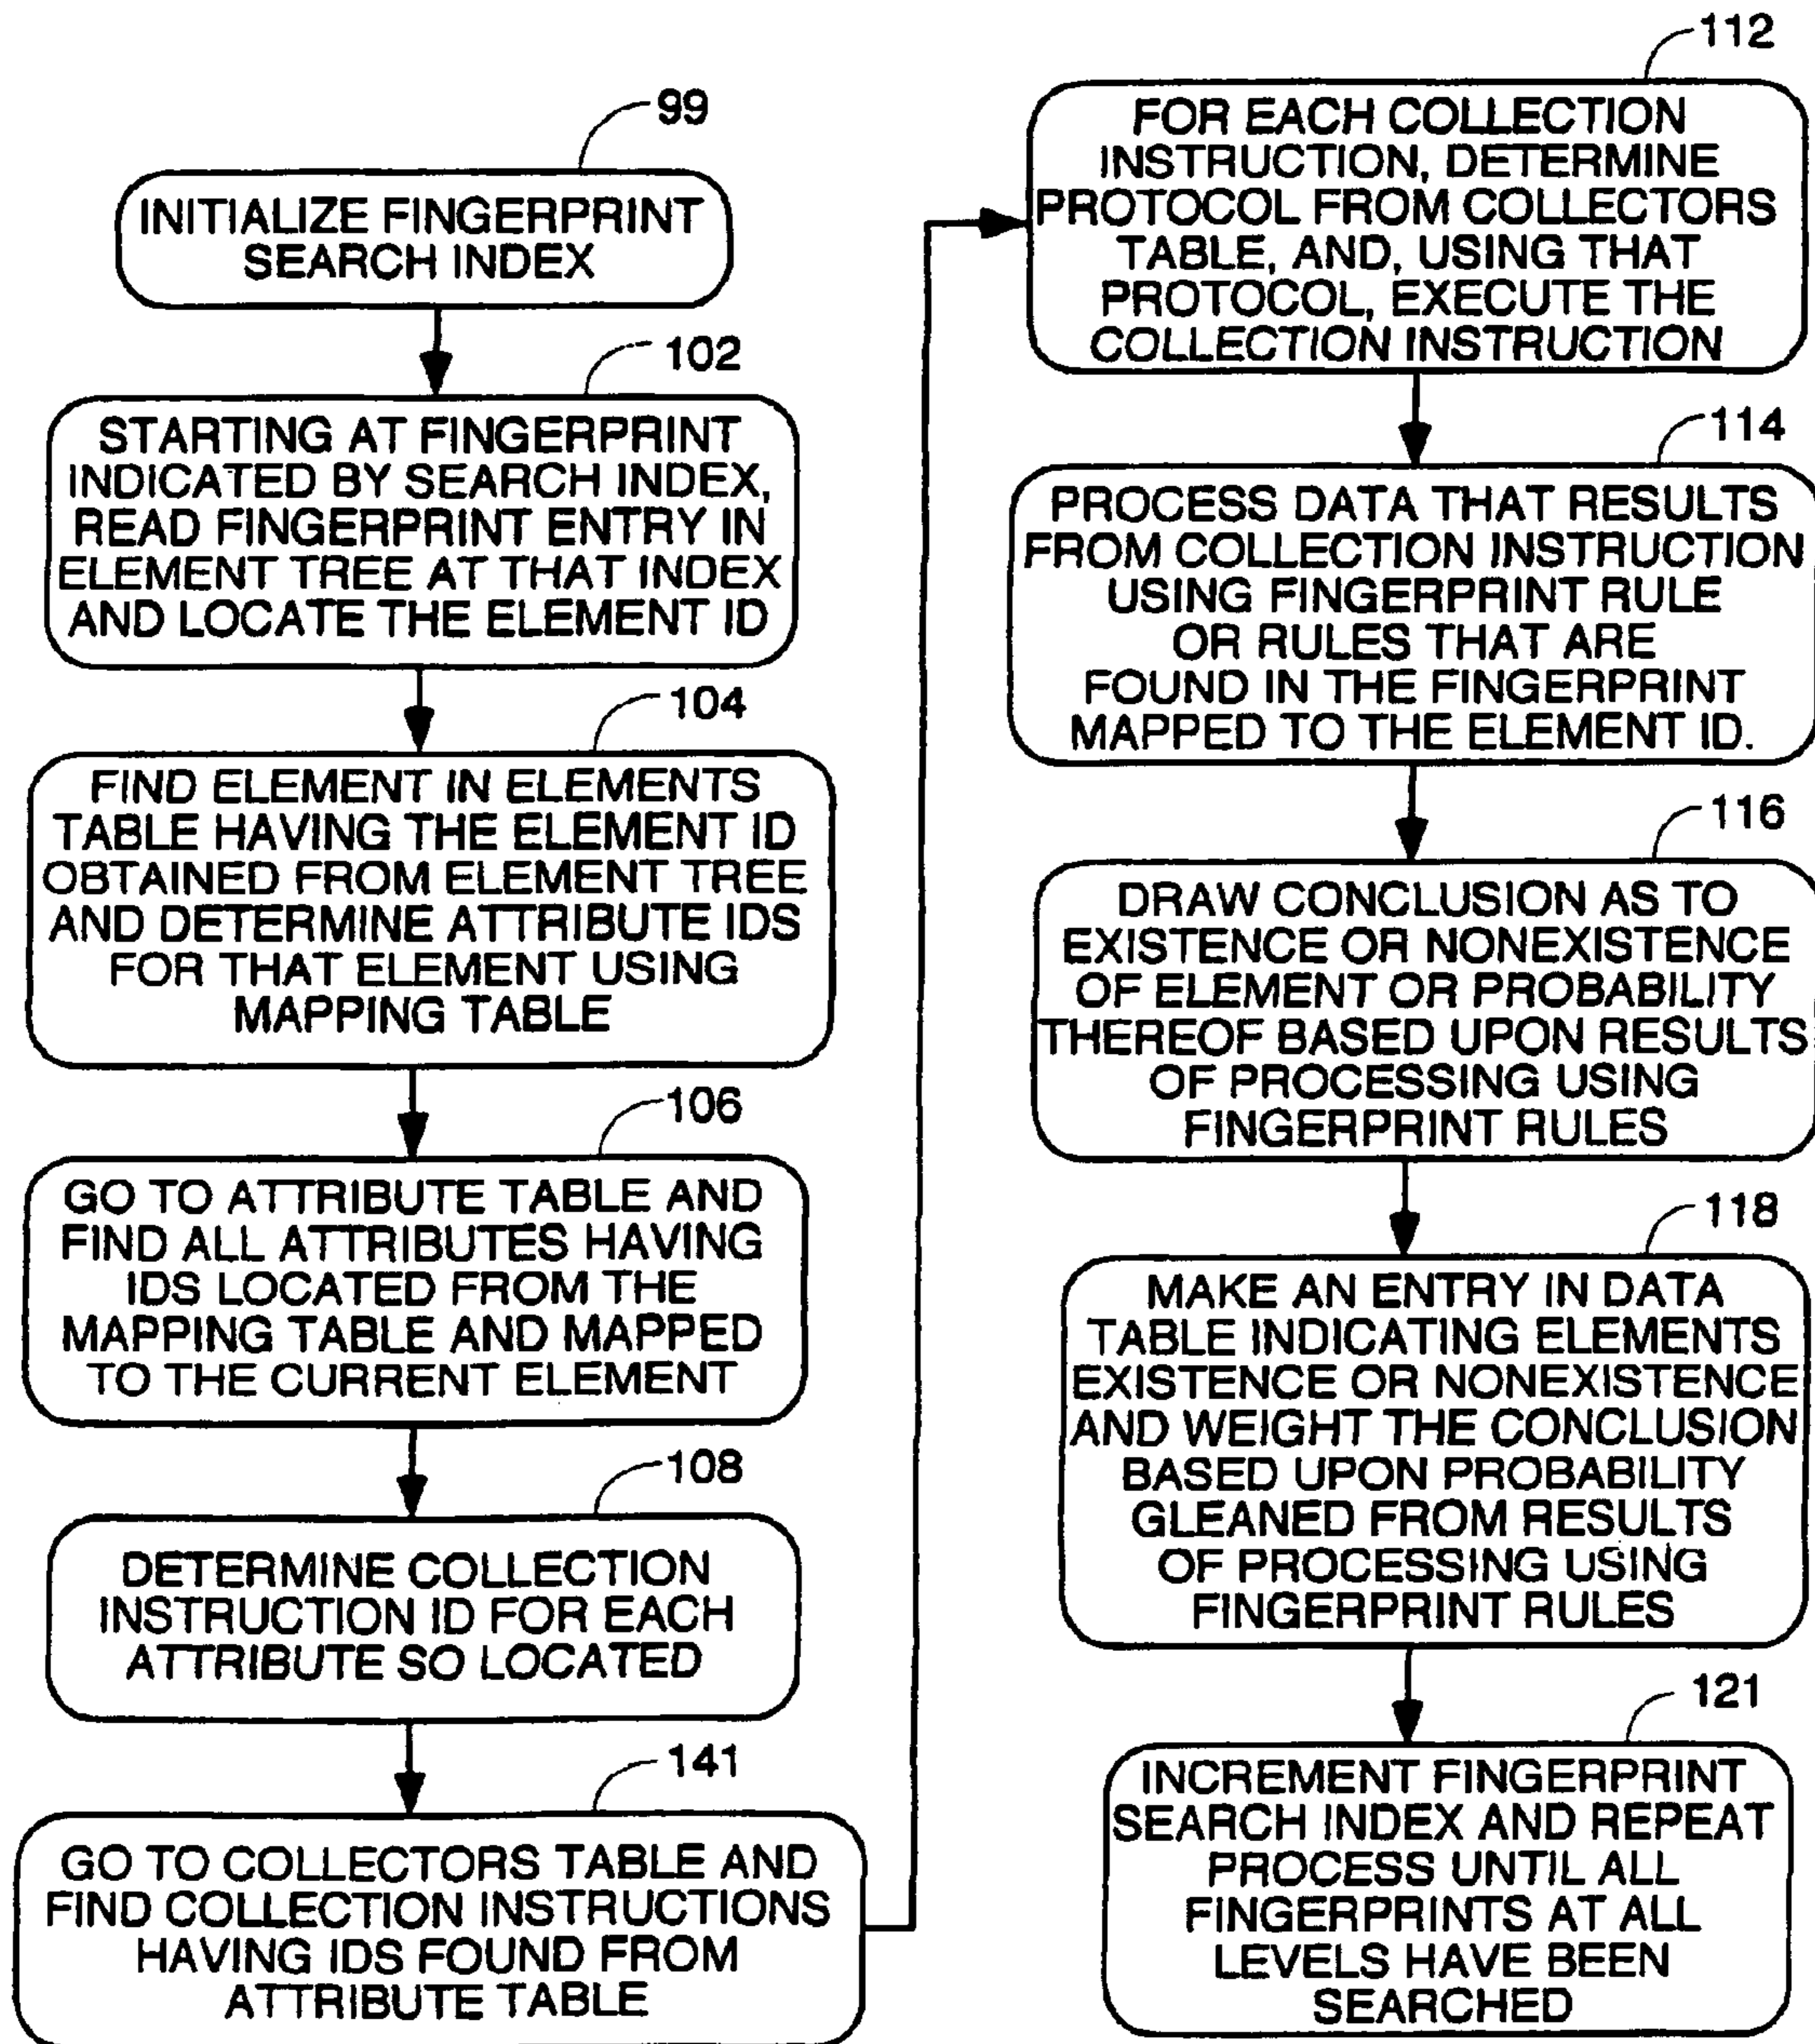 99
INITIALIZE FINGERPRINT
SEARCH INDEX
102
STARTING AT FINGERPRINT
INDICATED BY SEARCH INDEX,
READ FINGERPRINT ENTRY IN
ELEMENT TREE AT THAT INDEX
AND LOCATE THE ELEMENT ID
104
FIND ELEMENT IN ELEMENTS
TABLE HAVING THE ELEMENT ID
OBTAINED FROM ELEMENT TREE
AND DETERMINE ATTRIBUTE IDS
FOR THAT ELEMENT USING
MAPPING TABLE
106
GO TO ATTRIBUTE TABLE AND
FIND ALL ATTRIBUTES HAVING
IDS LOCATED FROM THE
MAPPING TABLE AND MAPPED
TO THE CURRENT ELEMENT
108
DETERMINE COLLECTION
INSTRUCTION ID FOR EACH
ATTRIBUTE SO LOCATED
141
GO TO COLLECTORS TABLE AND
FIND COLLECTION INSTRUCTIONS
HAVING IDS FOUND FROM
ATTRIBUTE TABLE
112
FOR EACH COLLECTION
INSTRUCTION, DETERMINE
PROTOCOL FROM COLLECTORS
TABLE, AND, USING THAT
PROTOCOL, EXECUTE THE
COLLECTION INSTRUCTION
114
PROCESS DATA THAT RESULTS
FROM COLLECTION INSTRUCTION
USING FINGERPRINT RULE
OR RULES THAT ARE
FOUND IN THE FINGERPRINT
MAPPED TO THE ELEMENT ID.
116
DRAW CONCLUSION AS TO
EXISTENCE OR NONEXISTENCE
OF ELEMENT OR PROBABILITY
THEREOF BASED UPON RESULTS
OF PROCESSING USING
FINGERPRINT RULES
118
MAKE AN ENTRY IN DATA
TABLE INDICATING ELEMENTS
EXISTENCE OR NONEXISTENCE
AND WEIGHT THE CONCLUSION
BASED UPON PROBABILITY
GLEANED FROM RESULTS
OF PROCESSING USING
FINGERPRINT RULES
121
INCREMENT FINGERPRINT
SEARCH INDEX AND REPEAT
PROCESS UNTIL ALL
FINGERPRINTS AT ALL
LEVELS HAVE BEEN
SEARCHED